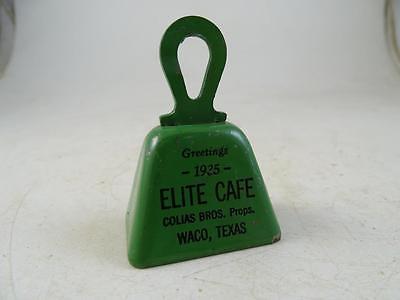 Greetings
- 1925 -
ELITE CAFE
COLIAS BROS. Props.
WACO, TEXAS